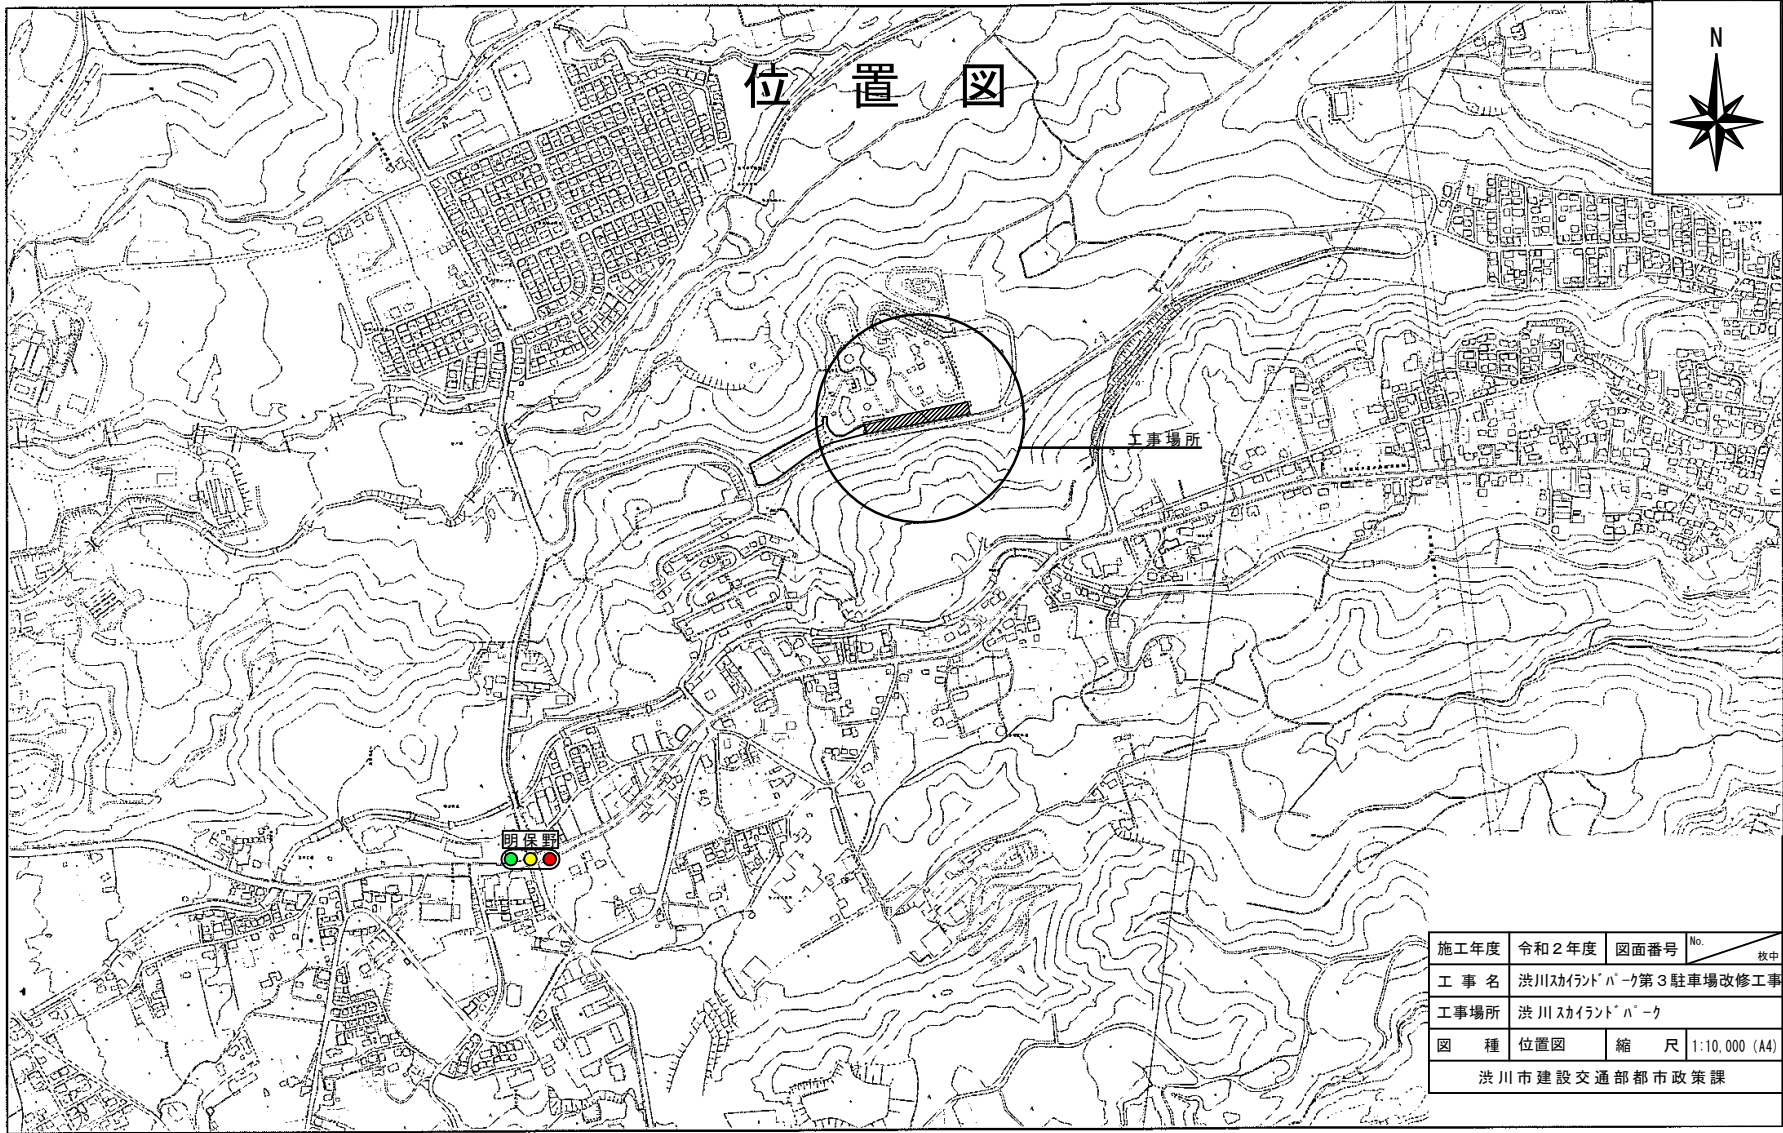 位置図
N
工事場所
明保野
施工年度 令和2年度 図面番号 No. 枚中
工事名 渋川ｽｶｲﾗﾝﾄﾞﾊﾟｰｸ第3駐車場改修工事
工事場所 渋川ｽｶｲﾗﾝﾄﾞﾊﾟｰｸ
図種 位置図 縮尺 1:10,000 (A4)
渋川市建設交通部都市政策課